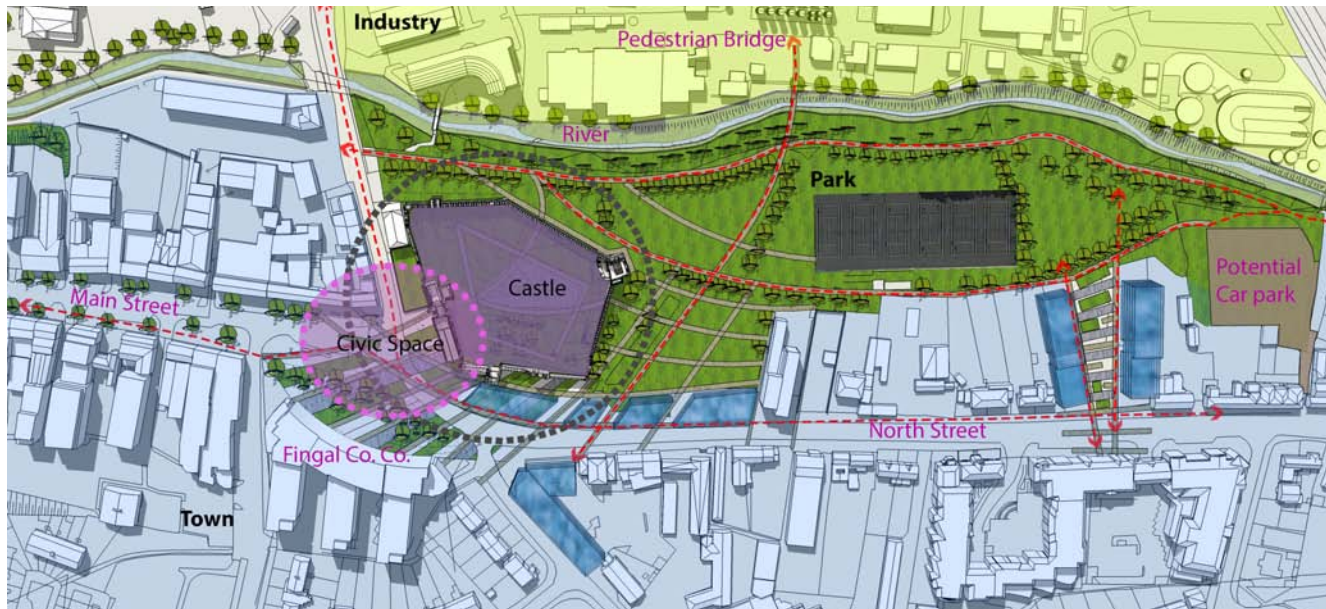 Industry
Pedestrian Bridge
River
Park
Castle
Potential
Car park
Main Street
Civic Space
North Street
Fingal Co. Co.
Town